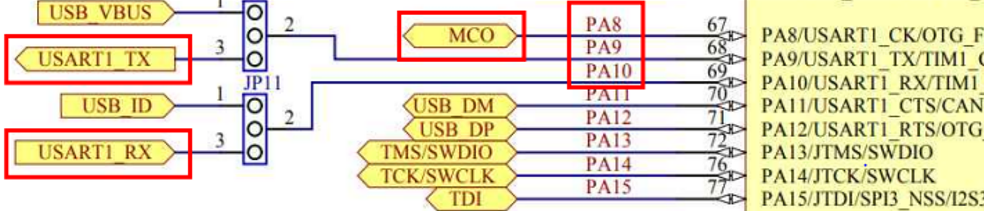 USB_VBUS 1
2
USART1_TX 3
JP11
USB_ID 1
2
USART1_RX 3
MCO PA8 67 PA8/USART1_CK/OTG_F
PA9 68 PA9/USART1_TX/TIM1_
PA10 69 PA10/USART1_RX/TIM1_
USB_DM PA11 70 PA11/USART1_CTS/CAN
USB_DP PA12 71 PA12/USART1_RTS/OTG_
TMS/SWDIO PA13 72 PA13/JTMS/SWDIO
TCK/SWCLK PA14 76 PA14/JTCK/SWCLK
TDI PA15 77 PA15/JTDI/SPI3_NSS/I2S3